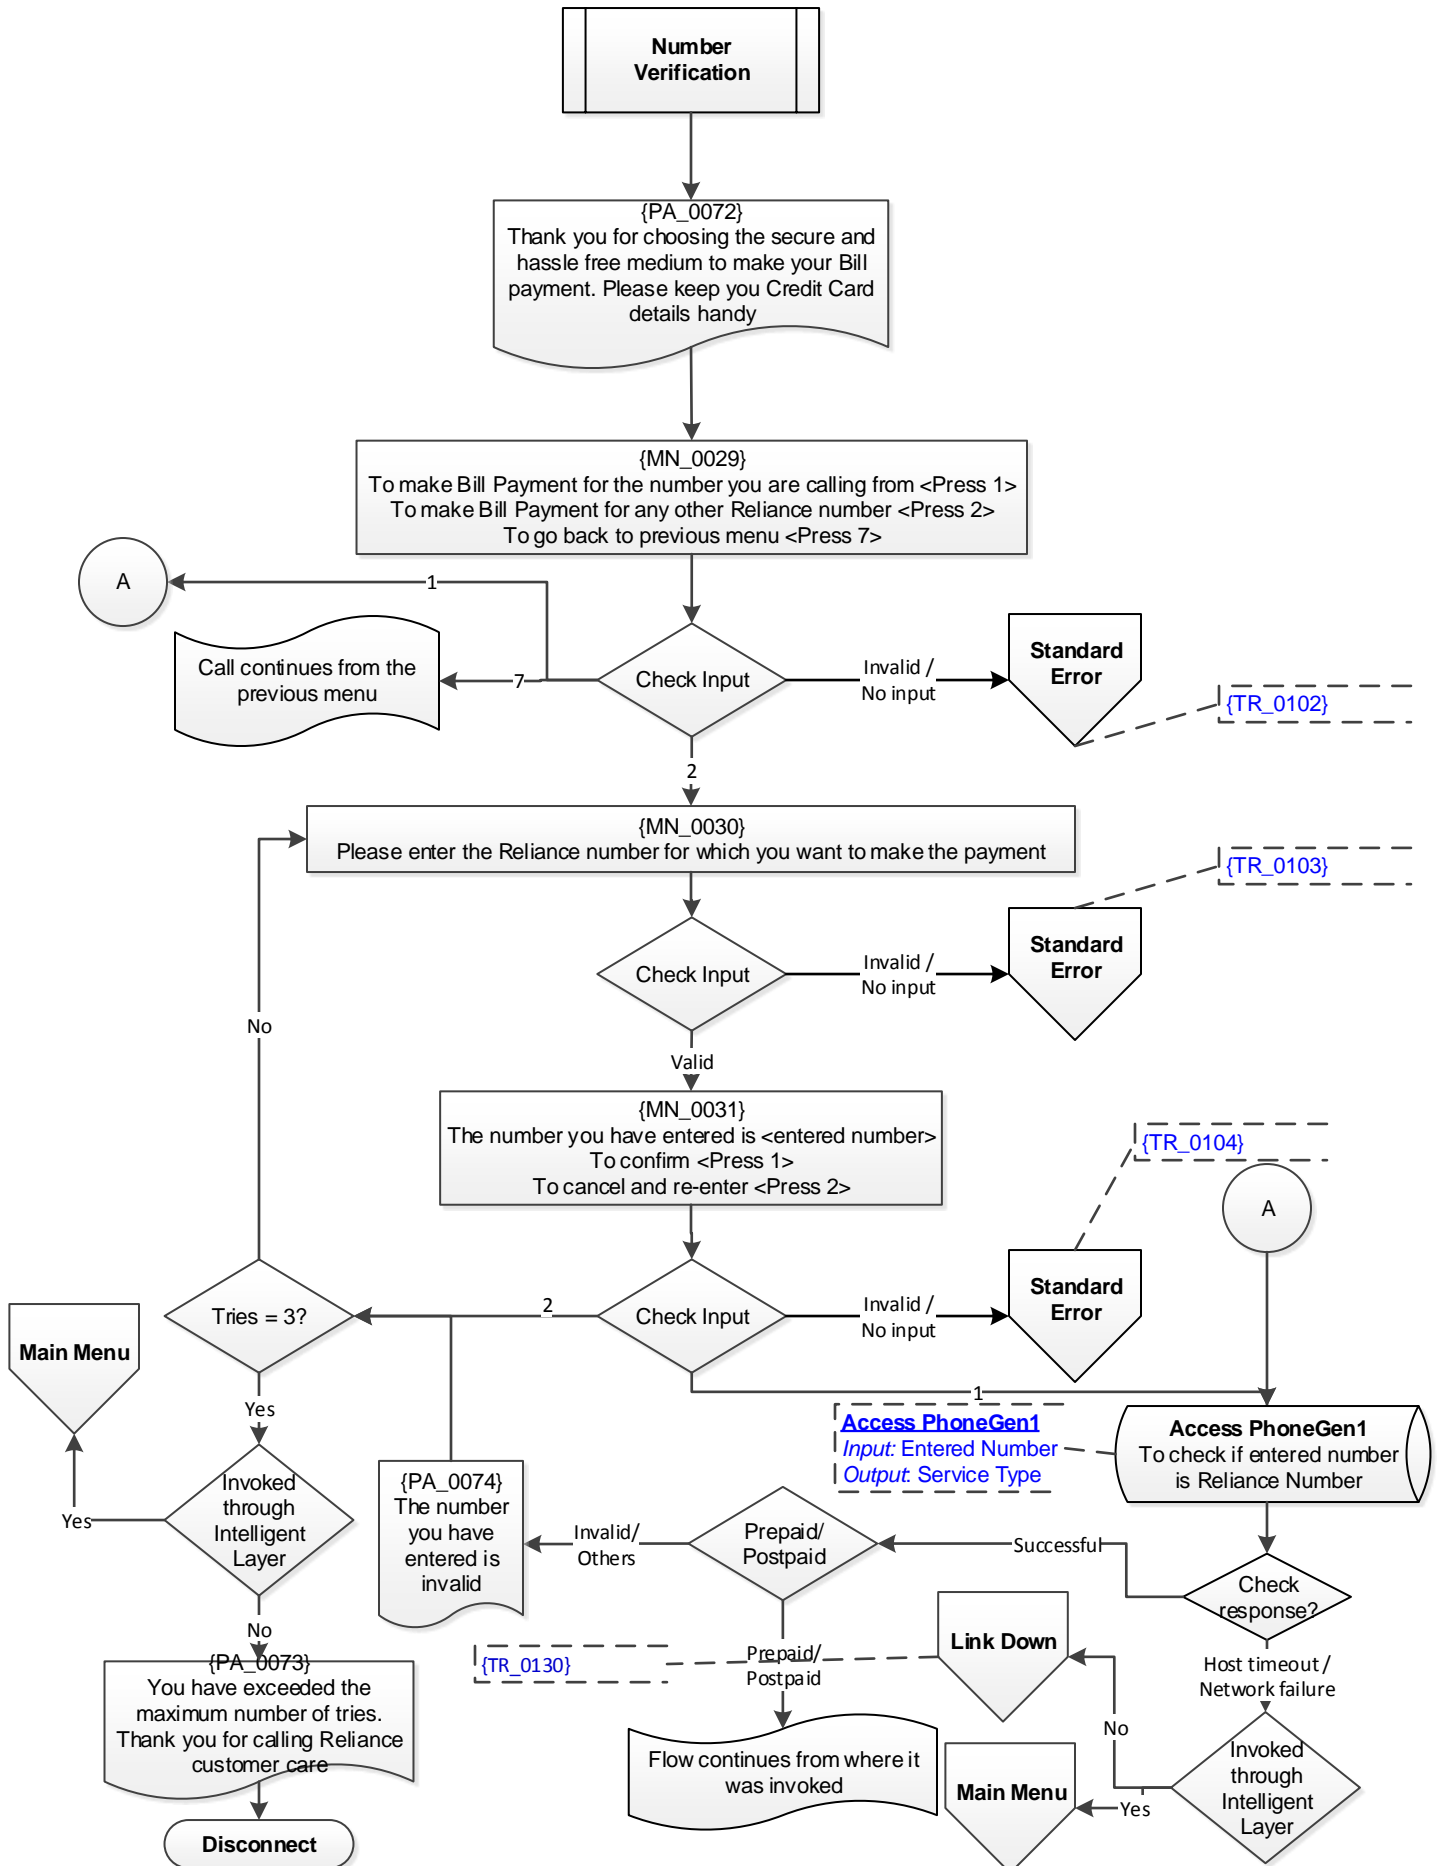 Number
Verification
{PA_0072}
Thank you for choosing the secure and
hassle free medium to make your Bill
payment. Please keep you Credit Card
details handy
{MN_0029}
To make Bill Payment for the number you are calling from <Press 1>
To make Bill Payment for any other Reliance number <Press 2>
To go back to previous menu <Press 7>
A
1
Call continues from the
previous menu
7
Check Input
Invalid /
No input
Standard
Error
{TR_0102}
2
{MN_0030}
Please enter the Reliance number for which you want to make the payment
{TR_0103}
Check Input
Invalid /
No input
Standard
Error
No
Valid
{MN_0031}
The number you have entered is <entered number>
To confirm <Press 1>
To cancel and re-enter <Press 2>
{TR_0104}
A
Main Menu
Tries = 3?
2
Check Input
Invalid /
No input
Standard
Error
Yes
1
Access PhoneGen1
Input: Entered Number
Output: Service Type
Access PhoneGen1
To check if entered number
is Reliance Number
Yes
Invoked
through
Intelligent
Layer
{PA_0074}
The number
you have
entered is
invalid
Invalid/
Others
Prepaid/
Postpaid
Successful
Check
response?
No
{PA_0073}
You have exceeded the
maximum number of tries.
Thank you for calling Reliance
customer care
{TR_0130}
Prepaid/
Postpaid
Link Down
Host timeout /
Network failure
No
Flow continues from where it
was invoked
Main Menu
Yes
Invoked
through
Intelligent
Layer
Disconnect